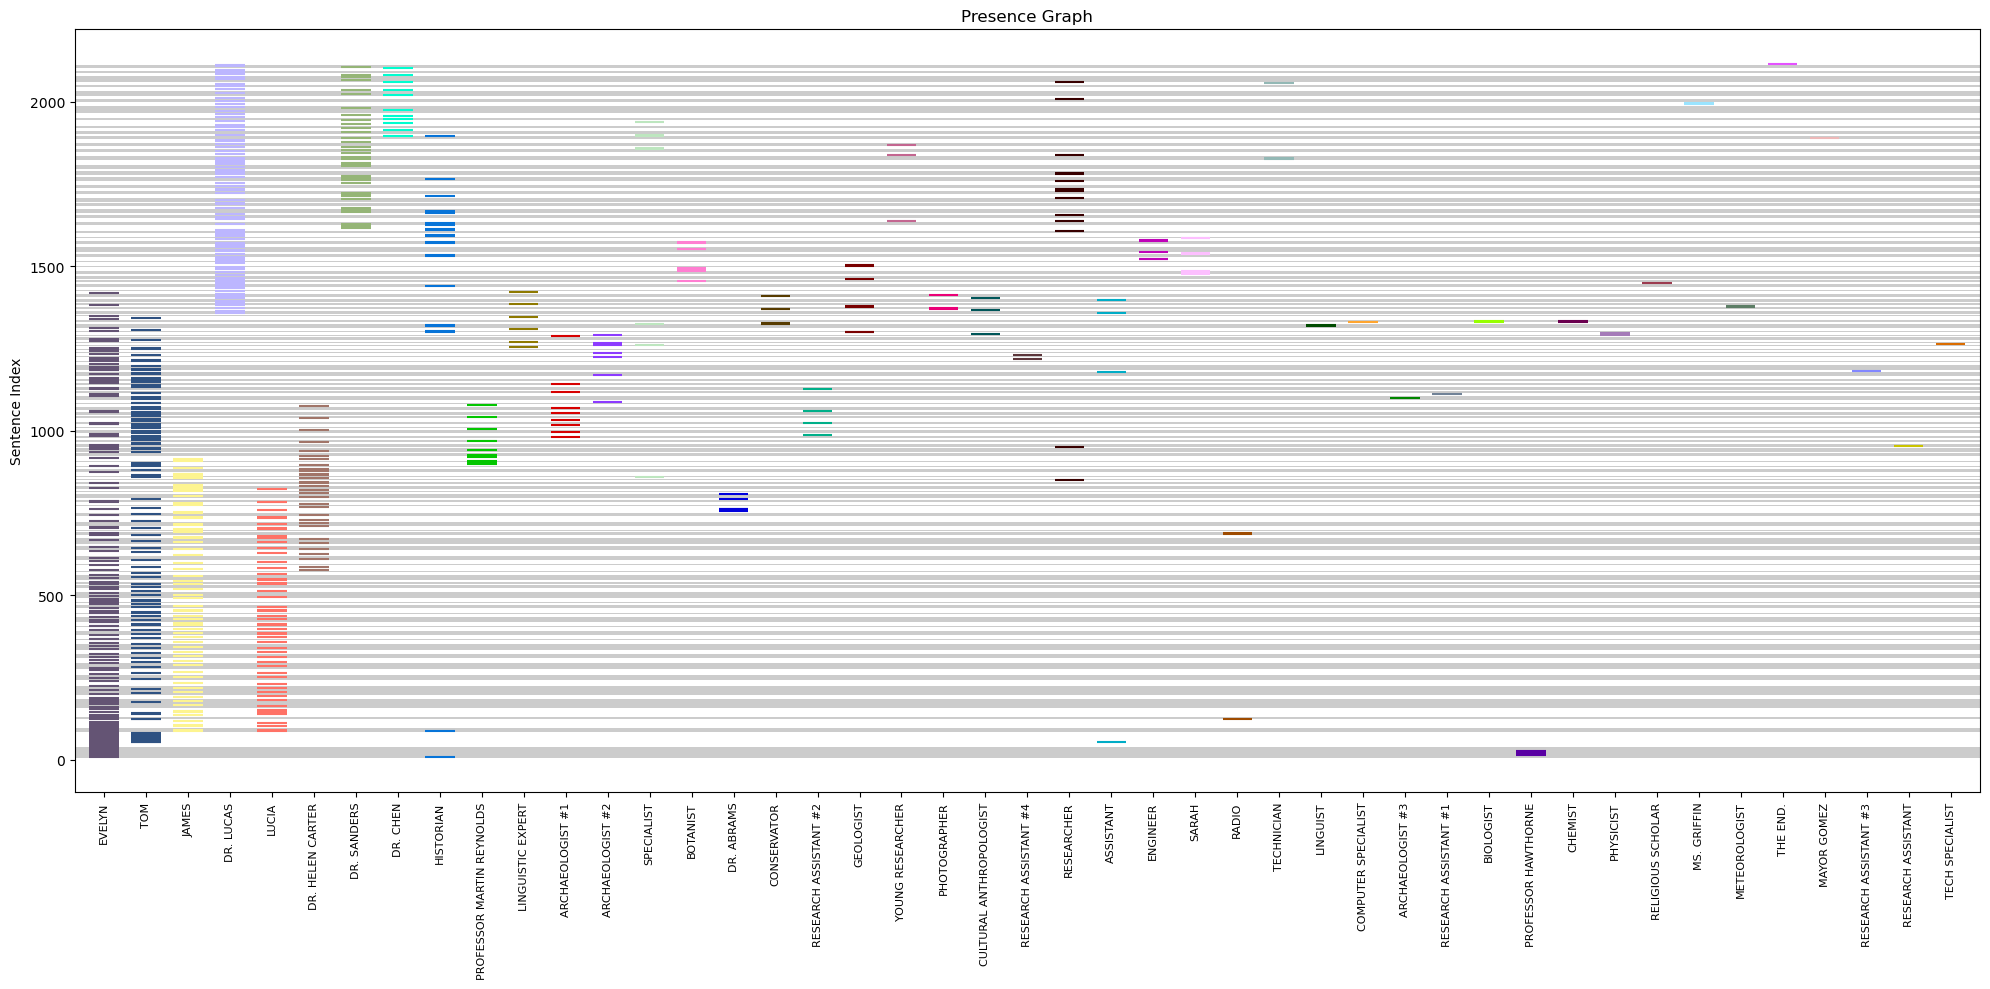 Presence Graph
Sentence Index
2000
1500
1000
500
0
EVELYN
TOM
JAMES
DR. LUCAS
LUCIA
DR. HELEN CARTER
DR. SANDERS
DR. CHEN
HISTORIAN
PROFESSOR MARTIN REYNOLDS
LINGUISTIC EXPERT
ARCHAEOLOGIST #1
ARCHAEOLOGIST #2
SPECIALIST
BOTANIST
DR. ABRAMS
CONSERVATOR
RESEARCH ASSISTANT #2
GEOLOGIST
YOUNG RESEARCHER
PHOTOGRAPHER
CULTURAL ANTHROPOLOGIST
RESEARCH ASSISTANT #4
RESEARCHER
ASSISTANT
ENGINEER
SARAH
RADIO
TECHNICIAN
LINGUIST
COMPUTER SPECIALIST
ARCHAEOLOGIST #3
RESEARCH ASSISTANT #1
BIOLOGIST
PROFESSOR HAWTHORNE
CHEMIST
PHYSICIST
RELIGIOUS SCHOLAR
MS. GRIFFIN
METEOROLOGIST
THE END.
MAYOR GOMEZ
RESEARCH ASSISTANT #3
RESEARCH ASSISTANT
TECH SPECIALIST